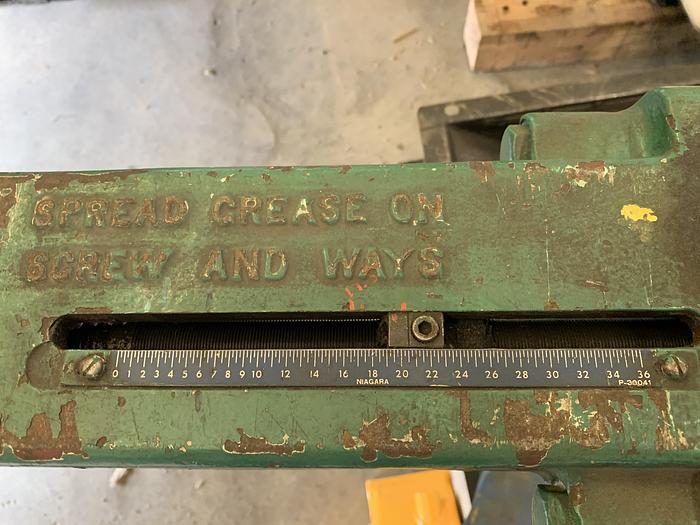 SPREAD GREASE ON
SCREW AND WAYS
0 1 2 3 4 5 6 7 8 9 10 12 14 16 18 20 22 24 26 28 30 32 34 36
NIAGARA P-30041